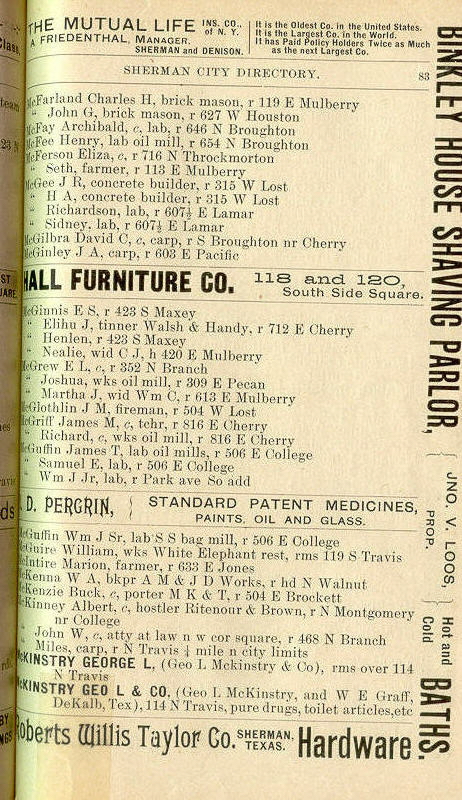 THE MUTUAL LIFE INS. CO., of N. Y.
A FRIEDENTHAL, MANAGER.
SHERMAN and DENISON.
It is the Oldest Co. in the United States.
It is the Largest Co. in the World.
It has Paid Policy Holders Twice as Much
as the next Largest Co.
SHERMAN CITY DIRECTORY. 83
McFarland Charles H, brick mason, r 119 E Mulberry
" John G, brick mason, r 627 W Houston
McFay Archibald, c, lab, r 646 N Broughton
McFee Henry, lab oil mill, r 654 N Broughton
McFerson Eliza, c, r 716 N Throckmorton
" Seth, farmer, r 113 E Mulberry
McGee J R, concrete builder, r 315 W Lost
" H A, concrete builder, r 315 W Lost
" Richardson, lab, r 607½ E Lamar
" Sidney, lab, r 607½ E Lamar
McGilbra David C, c, carp, r S Broughton nr Cherry
McGinley J A, carp, r 603 E Pacific
HALL FURNITURE CO. 118 and 120,
South Side Square.
McGinnis E S, r 423 S Maxey
" Elihu J, tinner Walsh & Handy, r 712 E Cherry
" Henlen, r 423 S Maxey
" Nealie, wid C J, h 420 E Mulberry
McGrew E L, c, r 352 N Branch
" Joshua, wks oil mill, r 309 E Pecan
" Martha J, wid Wm C, r 613 E Mulberry
McGlothlin J M, fireman, r 504 W Lost
McGriff James M, c, tchr, r 816 E Cherry
" Richard, c, wks oil mill, r 816 E Cherry
McGuffin James T, lab oil mills, r 506 E College
" Samuel E, lab, r 506 E College
" Wm J Jr, lab, r Park ave So add
. D. PERGRIN, STANDARD PATENT MEDICINES,
PAINTS, OIL AND GLASS.
McGuffin Wm J Sr, lab S S bag mill, r 506 E College
McGuire William, wks White Elephant rest, rms 119 S Travis
McIntire Marion, farmer, r 633 E Jones
McKenna W A, bkpr A M & J D Works, r hd N Walnut
McKenzie Buck, c, porter M K & T, r 504 E Brockett
McKinney Albert, c, hostler Ritenour & Brown, r N Montgomery
nr College
" John W, c, atty at law n w cor square, r 468 N Branch
" Miles, carp, r N Travis ¼ mile n city limits
McKINSTRY GEORGE L, (Geo L Mckinstry & Co), rms over 114
N Travis
McKINSTRY GEO L & CO, (Geo L McKinstry, and W E Graff,
DeKalb, Tex), 114 N Travis, pure drugs, toilet articles,etc
Roberts Willis Taylor Co. SHERMAN, TEXAS. Hardware.
BINKLEY HOUSE SHAVING PARLOR,
JNO. V. LOOS,
PROP.
Hot and
Cold
BATHS.